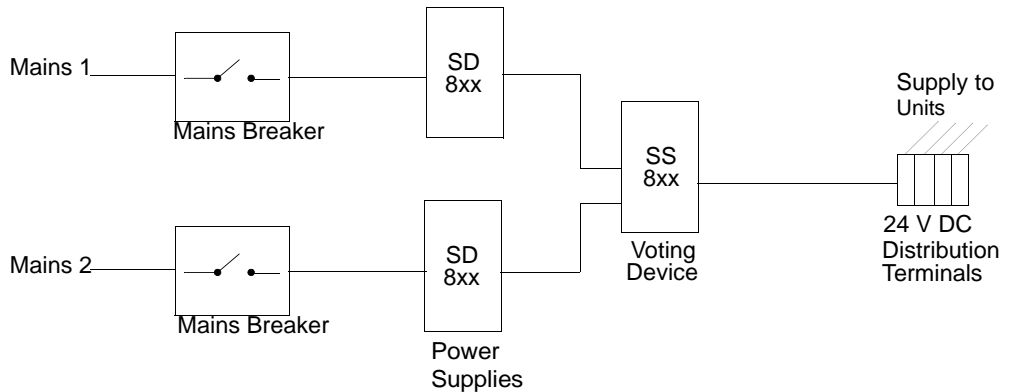 Mains 1
Mains Breaker
SD
8xx
Mains 2
Mains Breaker
SD
8xx
Power
Supplies
SS
8xx
Voting
Device
Supply to
Units
24 V DC
Distribution
Terminals